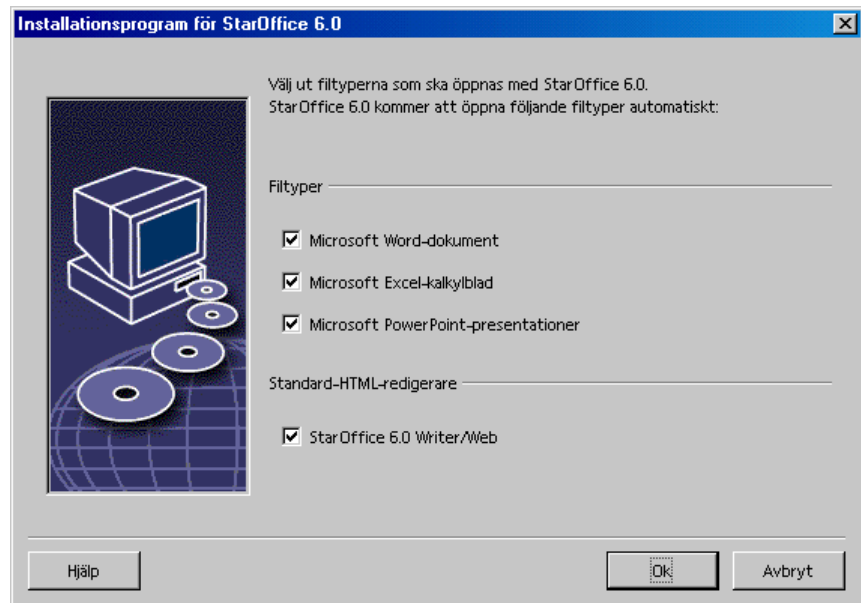 Installationsprogram för StarOffice 6.0
Välj ut filtyperna som ska öppnas med StarOffice 6.0.
StarOffice 6.0 kommer att öppna följande filtyper automatiskt:
Filtyper
Microsoft Word-dokument
Microsoft Excel-kalkylblad
Microsoft PowerPoint-presentationer
Standard-HTML-redigerare
StarOffice 6.0 Writer/Web
Hjälp
Ok
Avbryt